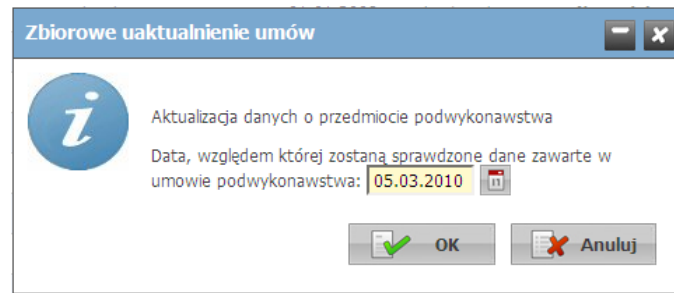 Zbiorowe uaktualnienie umów
Aktualizacja danych o przedmiocie podwykonawstwa
Data, względem której zostaną sprawdzone dane zawarte w
umowie podwykonawstwa: 05.03.2010
OK Anuluj